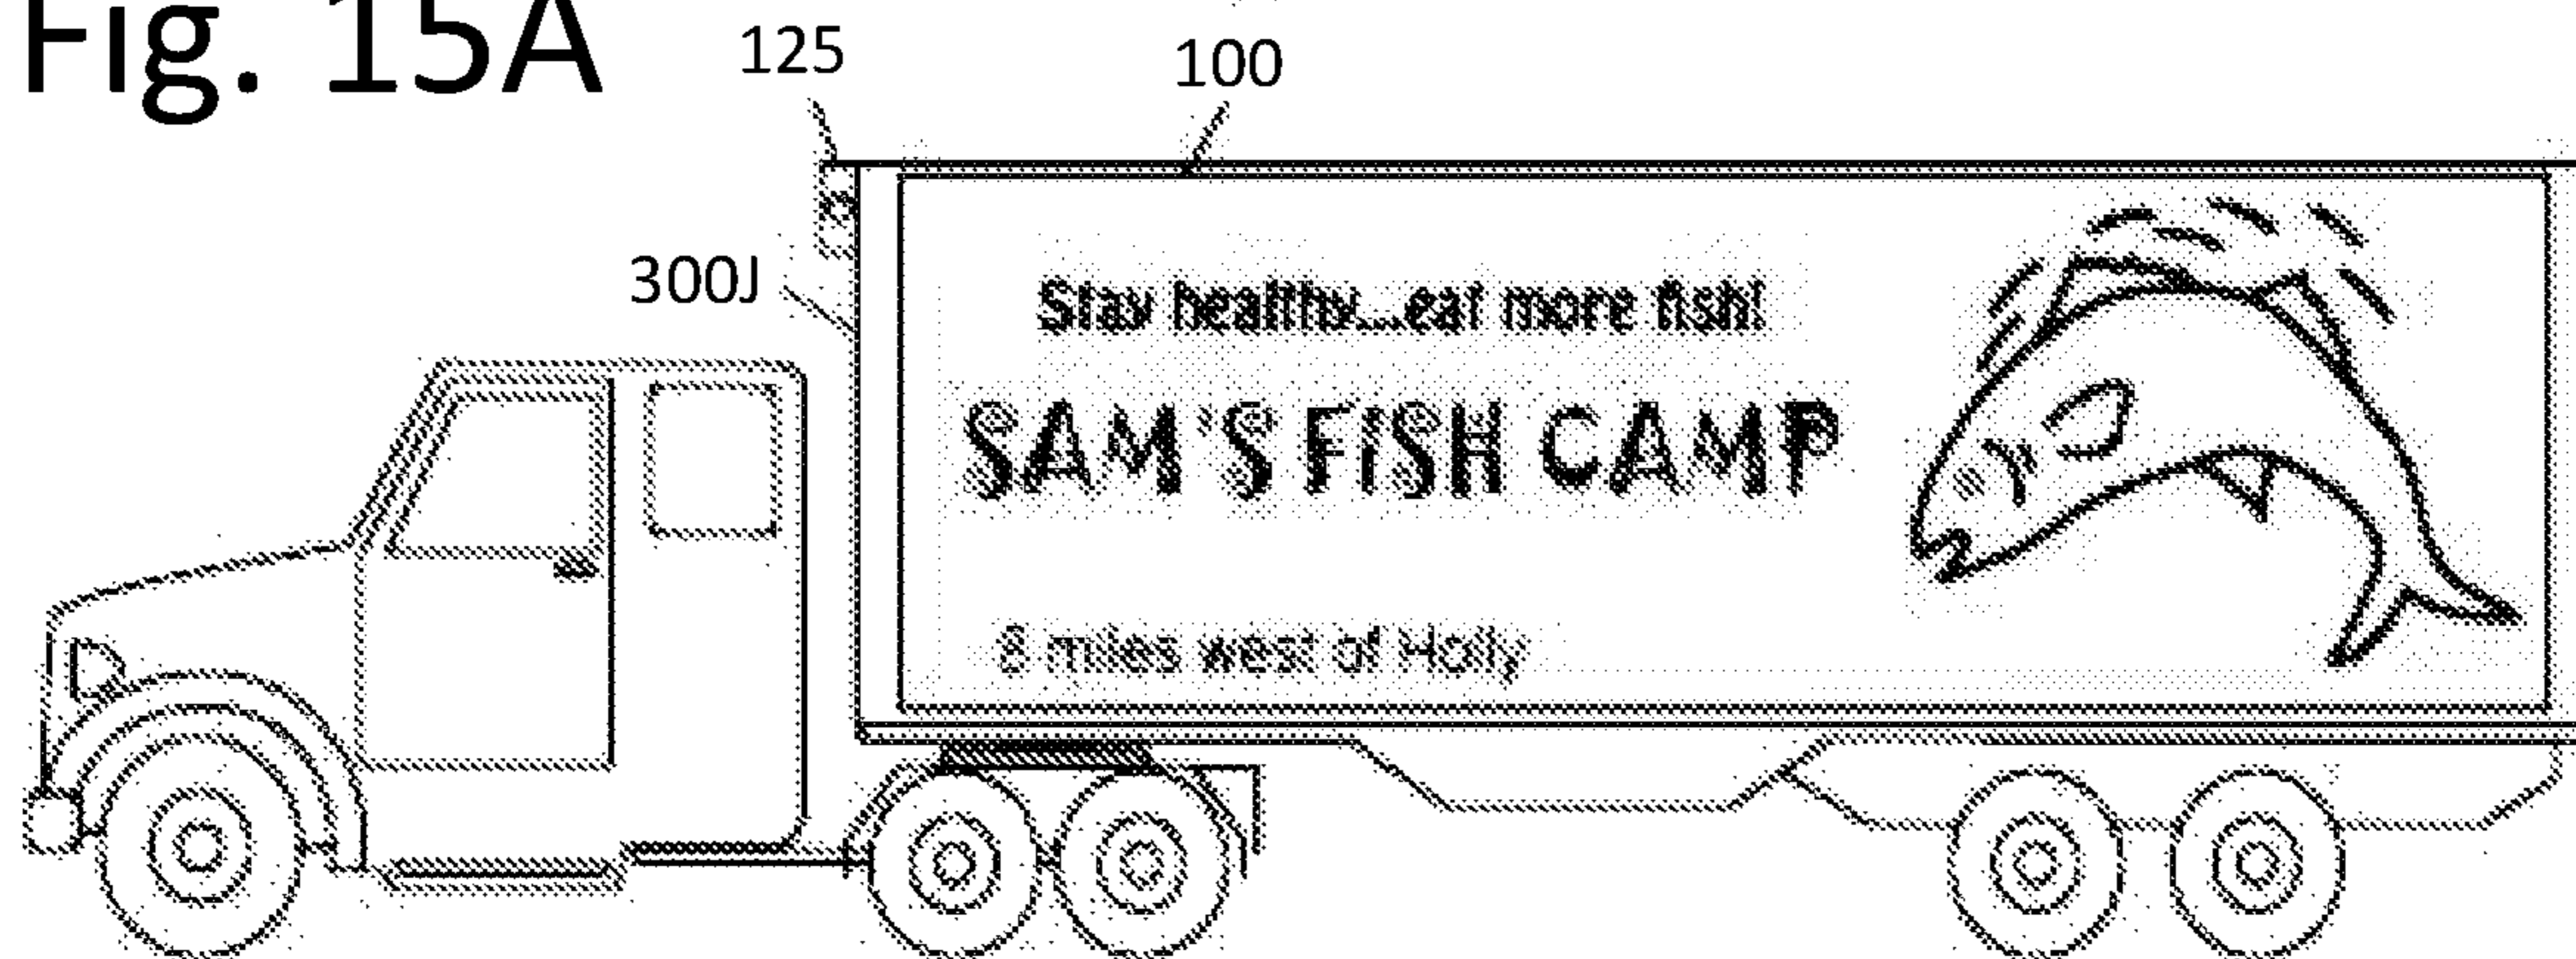 Fig. 15A
125
100
300J
Stay healthy...eat more fish!
SAM'S FISH CAMP
8 miles west of Holly